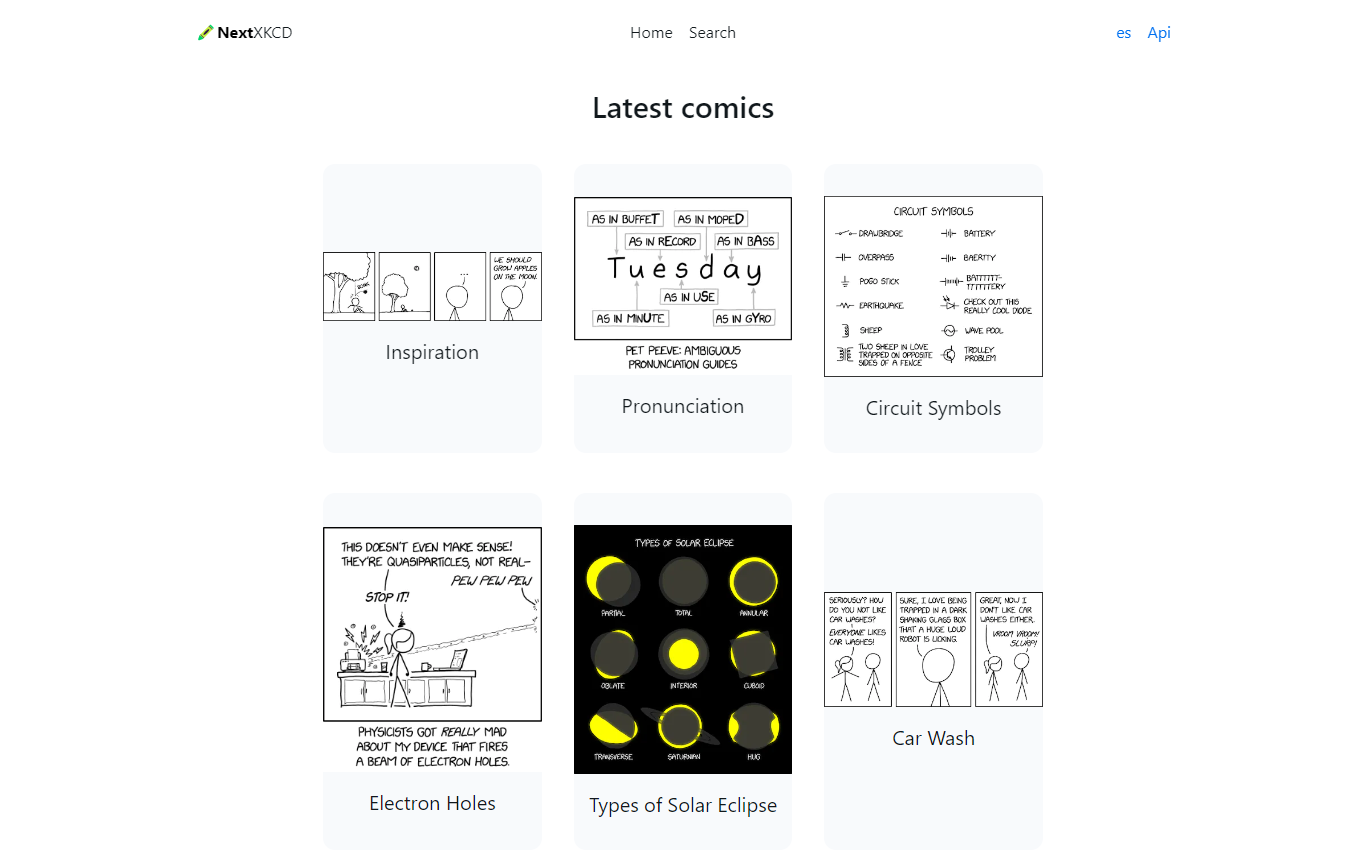 NextXKCD
Home Search
es Api
Latest comics
WE SHOULD
GROW APPLES
ON THE MOON.
Inspiration
AS IN BUFFET AS IN MOPED
AS IN RECORD AS IN BASS
Tuesday
AS IN USE
AS IN MINUTE AS IN GYRO
PET PEEVE: AMBIGUOUS
PRONUNCIATION GUIDES
Pronunciation
CIRCUIT SYMBOLS
DRAWBRIDGE BATTERY
OVERPASS BAERTTY
POGO STICK BATTTTTT-
TTTTTTERY
EARTHQUAKE CHECK OUT THIS
REALLY COOL DIODE
SHEEP WAVE POOL
TWO SHEEP IN LOVE
TRAPPED ON OPPOSITE
SIDES OF A FENCE
TROLLEY
PROBLEM
Circuit Symbols
THIS DOESN'T EVEN MAKE SENSE!
THEY'RE QUASIPARTICLES, NOT REAL—
PEW PEW PEW
STOP IT!
PHYSICISTS GOT REALLY MAD
ABOUT MY DEVICE THAT FIRES
A BEAM OF ELECTRON HOLES.
Electron Holes
TYPES OF SOLAR ECLIPSE
PARTIAL TOTAL ANNULAR
OBLATE INTERIOR CUBOID
TRANSVERSE SATURNIAN HUG
Types of Solar Eclipse
SERIOUSLY? HOW
DO YOU NOT LIKE
CAR WASHES?
EVERYONE LIKES
CAR WASHES!
SURE, I LOVE BEING
TRAPPED IN A DARK
SHAKING GLASS BOX
THAT A HUGE LOUD
ROBOT IS LICKING.
GREAT, NOW I
DON'T LIKE CAR
WASHES EITHER.
VROOM VROOM!
SLURP!
Car Wash